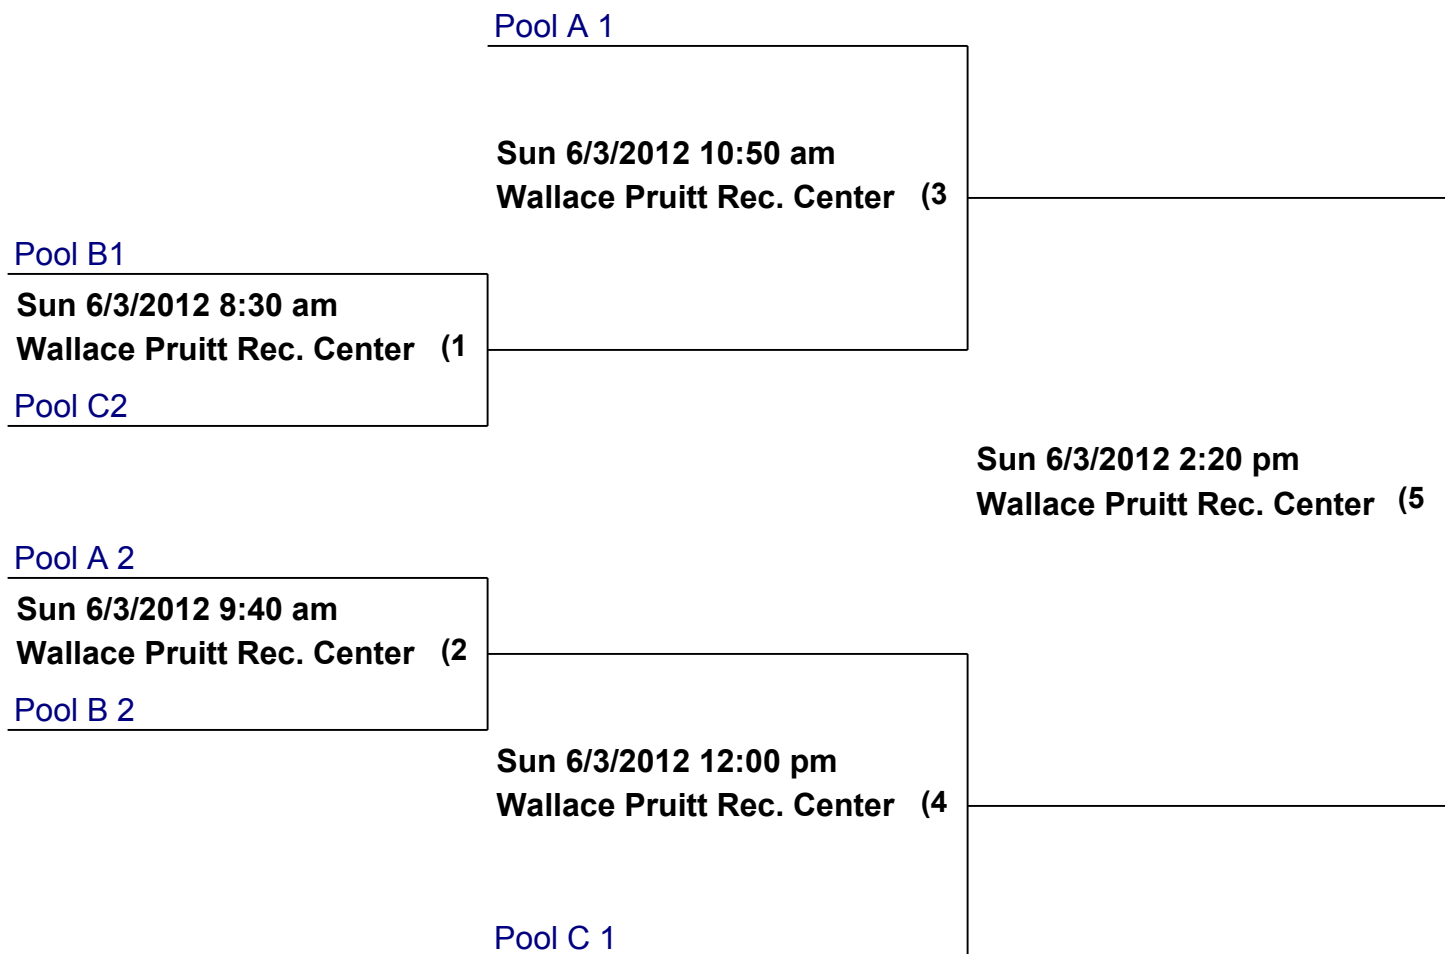 Pool A 1
Sun 6/3/2012 10:50 am
Wallace Pruitt Rec. Center (3
Pool B1
Sun 6/3/2012 8:30 am
Wallace Pruitt Rec. Center (1
Pool C2
Sun 6/3/2012 2:20 pm
Wallace Pruitt Rec. Center (5
Pool A 2
Sun 6/3/2012 9:40 am
Wallace Pruitt Rec. Center (2
Pool B 2
Sun 6/3/2012 12:00 pm
Wallace Pruitt Rec. Center (4
Pool C 1